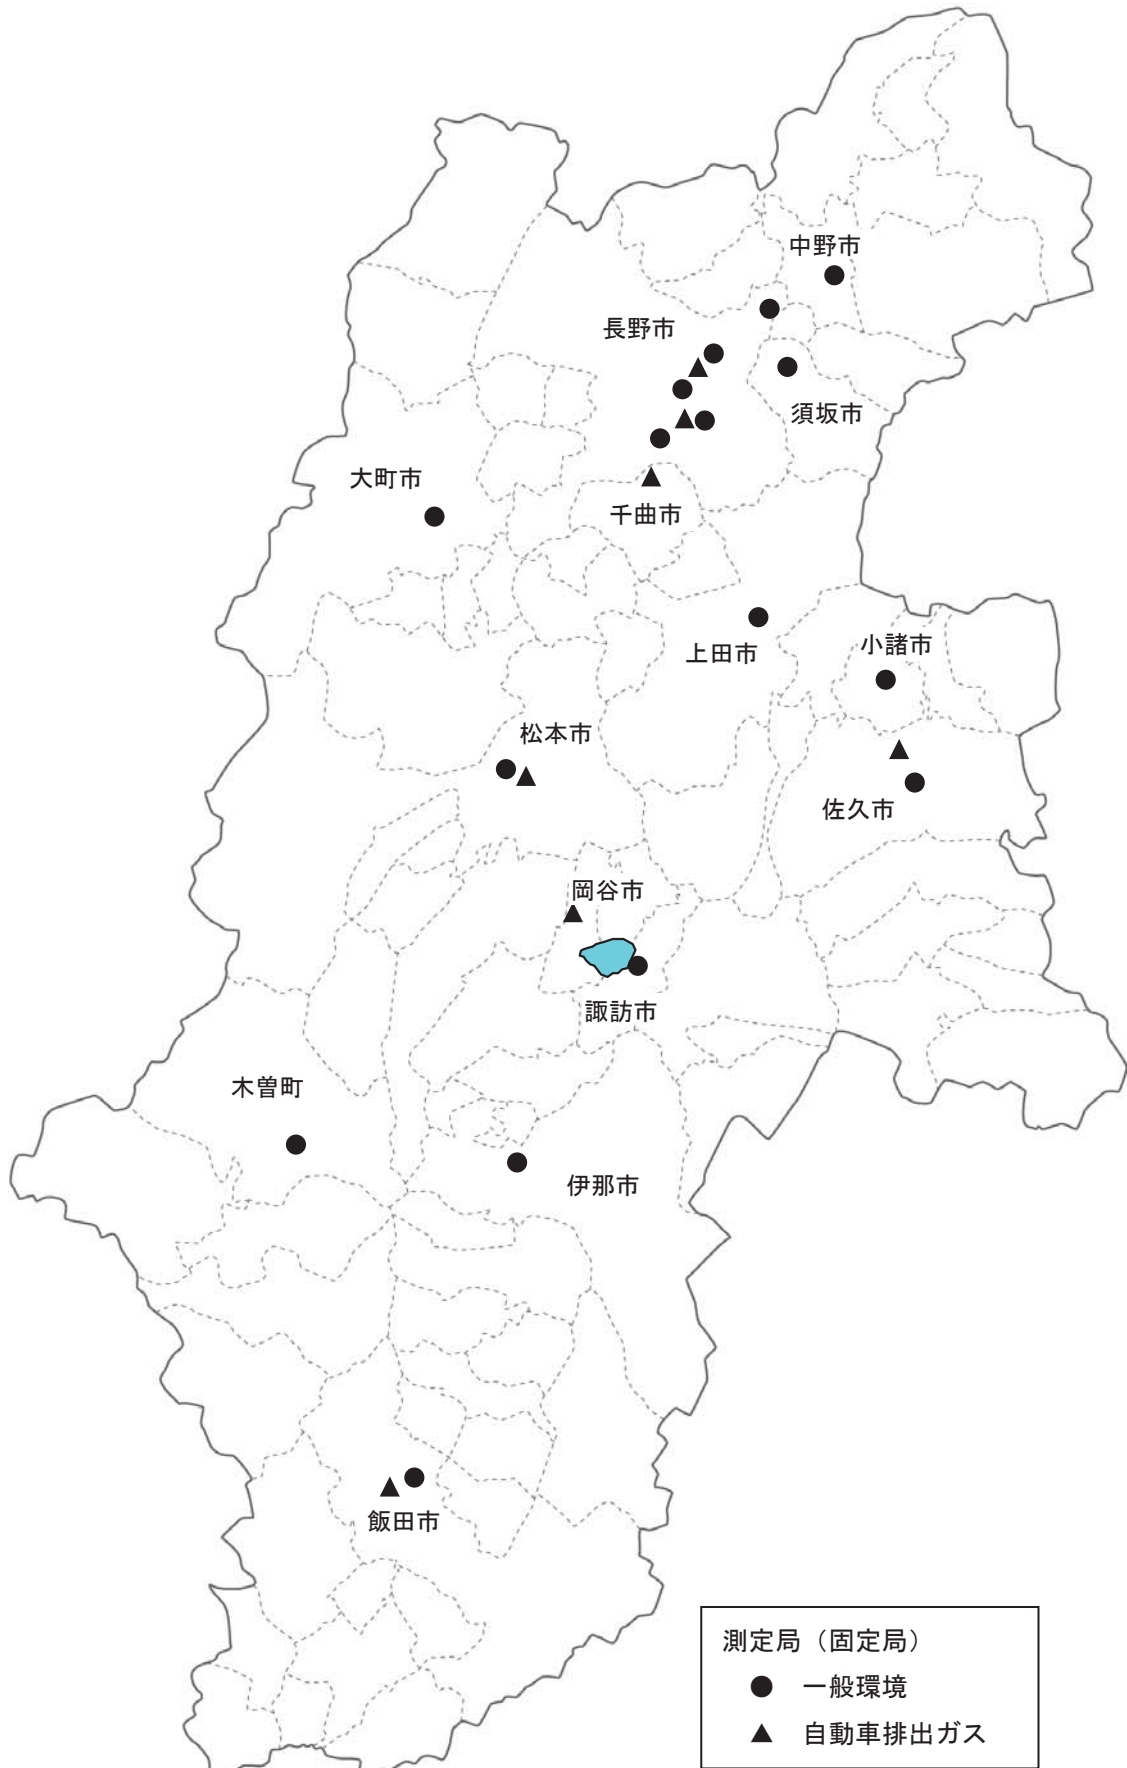 中野市
長野市
須坂市
大町市
千曲市
上田市
小諸市
松本市
佐久市
岡谷市
諏訪市
木曽町
伊那市
飯田市
測定局（固定局）
● 一般環境
▲ 自動車排出ガス